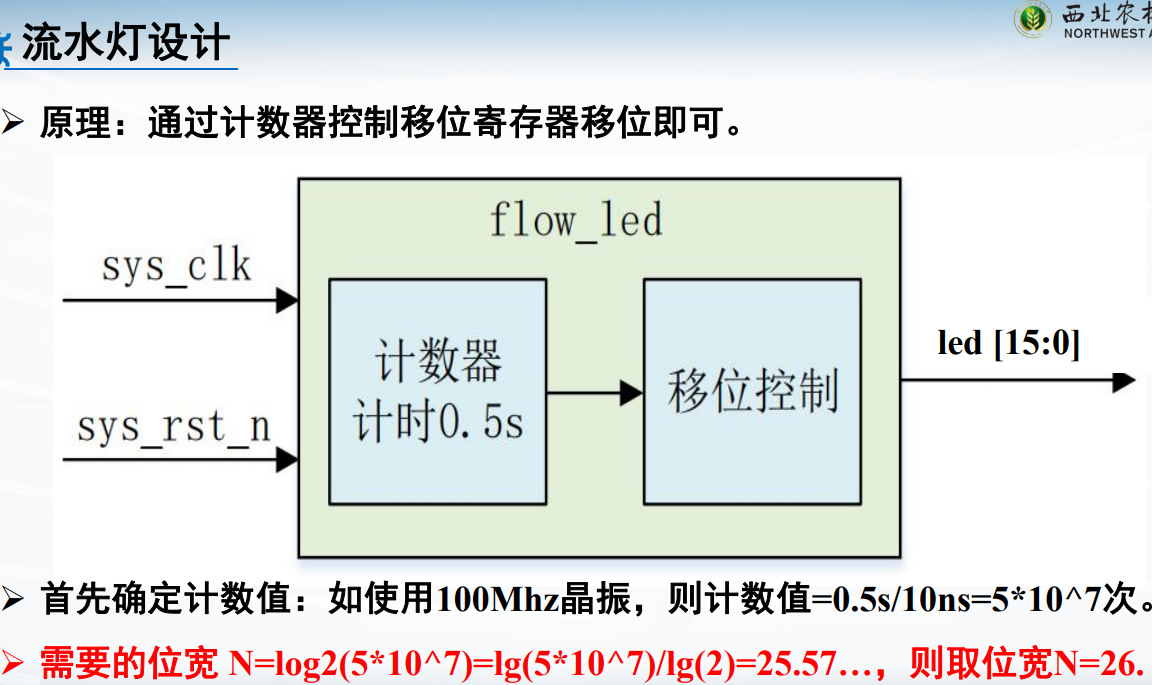 流水灯设计
西北农林
NORTHWEST A
原理：通过计数器控制移位寄存器移位即可。
flow_led
sys_clk
计数器
计时0.5s
移位控制
led [15:0]
sys_rst_n
首先确定计数值：如使用100Mhz晶振，则计数值=0.5s/10ns=5*10^7次。
需要的位宽 N=log2(5*10^7)=lg(5*10^7)/lg(2)=25.57…，则取位宽N=26.